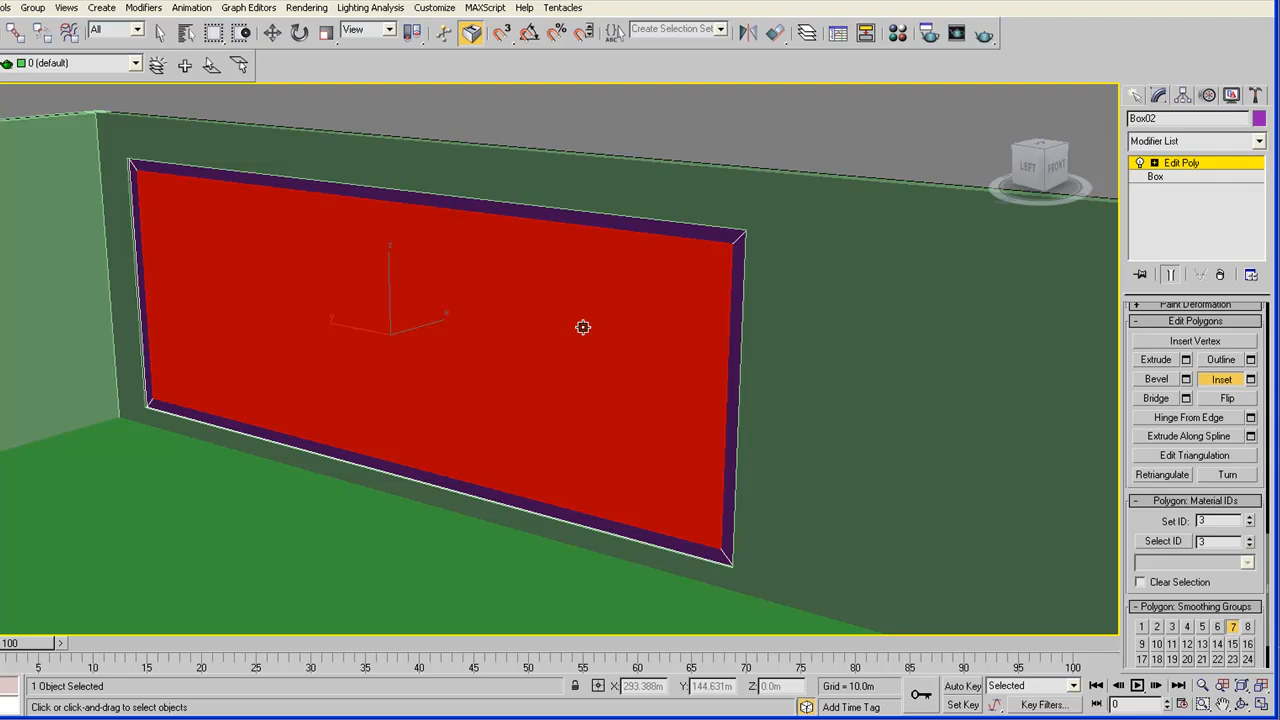 ols Group Views Create Modifiers Animation Graph Editors Rendering Lighting Analysis Customize MAXScript Help Tentacles
All View Create Selection Set
0 (default)
Box02
Modifier List
Edit Poly
Box
LEFT FRONT
z
y x
Paint Deformation
Edit Polygons
Insert Vertex
Extrude Outline
Bevel Inset
Bridge Flip
Hinge From Edge
Extrude Along Spline
Edit Triangulation
Retriangulate Turn
Polygon: Material IDs
Set ID: 3
Select ID 3
Clear Selection
Polygon: Smoothing Groups
1 2 3 4 5 6 7 8
9 10 11 12 13 14 15 16
17 18 19 20 21 22 23 24
100 >
5 10 15 20 25 30 35 40 45 50 55 60 65 70 75 80 85 90 95 100
1 Object Selected X: 293.388m Y: 144.631m Z: 0.0m Grid = 10.0m Auto Key Selected
Click or click-and-drag to select objects Add Time Tag Set Key Key Filters... 0